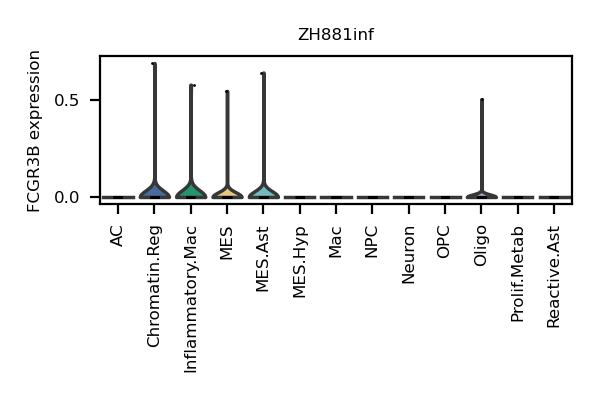 ZH881inf
FCGR3B expression
0.5
0.0
AC
Chromatin.Reg
Inflammatory.Mac
MES
MES.Ast
MES.Hyp
Mac
NPC
Neuron
OPC
Oligo
Prolif.Metab
Reactive.Ast